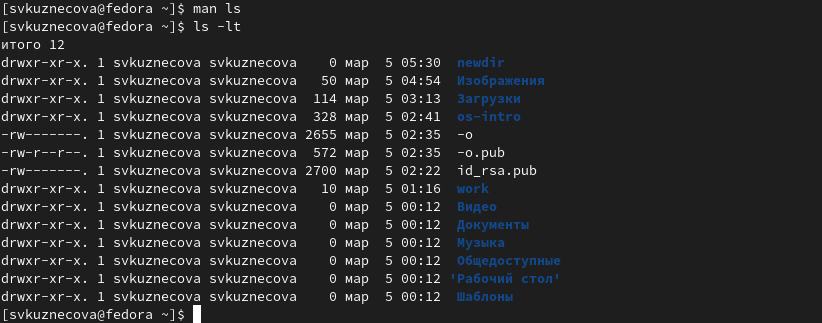 [svkuznecova@fedora ~]$ man ls
[svkuznecova@fedora ~]$ ls -lt
итого 12
drwxr-xr-x. 1 svkuznecova svkuznecova    0 мар  5 05:30  newdir
drwxr-xr-x. 1 svkuznecova svkuznecova   50 мар  5 04:54  Изображения
drwxr-xr-x. 1 svkuznecova svkuznecova  114 мар  5 03:13  Загрузки
drwxr-xr-x. 1 svkuznecova svkuznecova  328 мар  5 02:41  os-intro
-rw-------. 1 svkuznecova svkuznecova 2655 мар  5 02:35  -o
-rw-r--r--. 1 svkuznecova svkuznecova  572 мар  5 02:35  -o.pub
-rw-------. 1 svkuznecova svkuznecova 2700 мар  5 02:22  id_rsa.pub
drwxr-xr-x. 1 svkuznecova svkuznecova   10 мар  5 01:16  work
drwxr-xr-x. 1 svkuznecova svkuznecova    0 мар  5 00:12  Видео
drwxr-xr-x. 1 svkuznecova svkuznecova    0 мар  5 00:12  Документы
drwxr-xr-x. 1 svkuznecova svkuznecova    0 мар  5 00:12  Музыка
drwxr-xr-x. 1 svkuznecova svkuznecova    0 мар  5 00:12  Общедоступные
drwxr-xr-x. 1 svkuznecova svkuznecova    0 мар  5 00:12 'Рабочий стол'
drwxr-xr-x. 1 svkuznecova svkuznecova    0 мар  5 00:12  Шаблоны
[svkuznecova@fedora ~]$